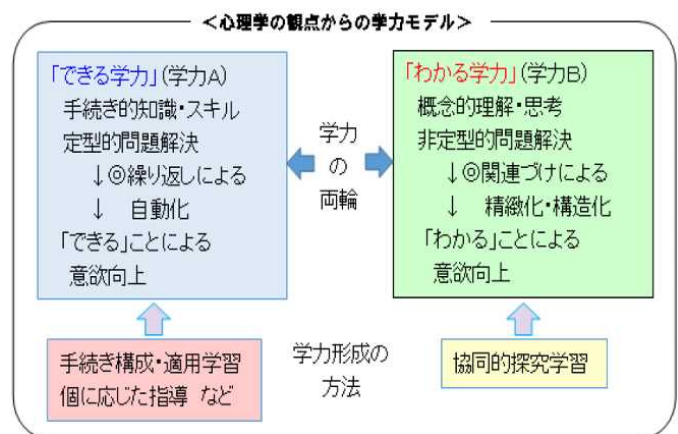 ＜心理学の観点からの学力モデル＞
「できる学力」(学力A)
手続き的知識・スキル
定型的問題解決
↓◎繰り返しによる
↓　自動化
「できる」ことによる
意欲向上
学力
の
両輪
「わかる学力」(学力B)
概念的理解・思考
非定型的問題解決
↓◎関連づけによる
↓　精緻化・構造化
「わかる」ことによる
意欲向上
手続き構成・適用学習
個に応じた指導 など
学力形成の
方法
協同的探究学習